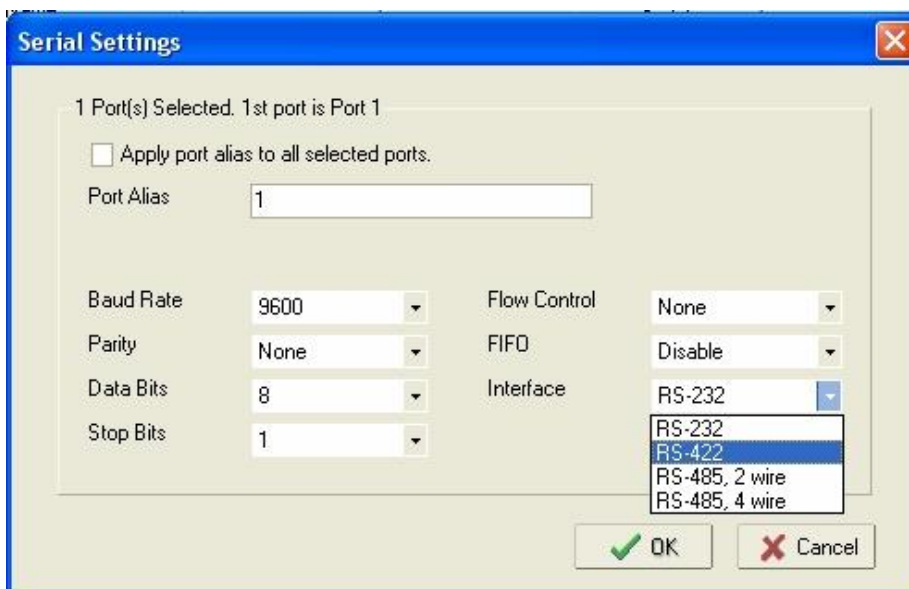 Serial Settings
1 Port(s) Selected. 1st port is Port 1
Apply port alias to all selected ports.
Port Alias 1
Baud Rate 9600 Flow Control None
Parity None FIFO Disable
Data Bits 8 Interface RS-232
Stop Bits 1 RS-232
RS-422
RS-485, 2 wire
RS-485, 4 wire
OK Cancel